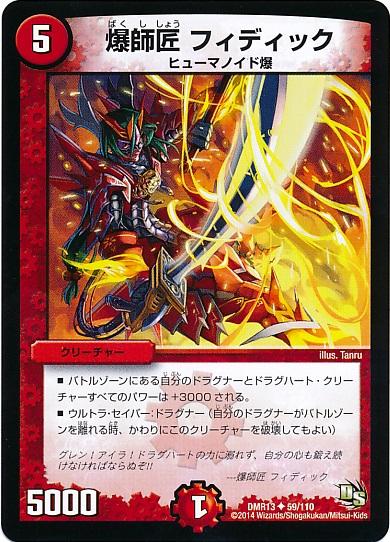 5
ばくししょう
爆師匠 フィディック
ヒューマノイド爆
illus. Tanru
クリーチャー
■ バトルゾーンにある自分のドラグナーとドラグハート・クリーチャーすべてのパワーは +3000 される。
■ ウルトラ・セイバー:ドラグナー (自分のドラグナーがバトルゾーンを離れる時、かわりにこのクリーチャーを破壊してもよい)
グレン!アイラ!ドラグハートの力に溺れず、自分の心も鍛え続けなければならぬぞ!!
---爆師匠 フィディック
5000
1
DMR13 ◆ 59/110
©2014 Wizards/Shogakukan/Mitsui-Kids
DS